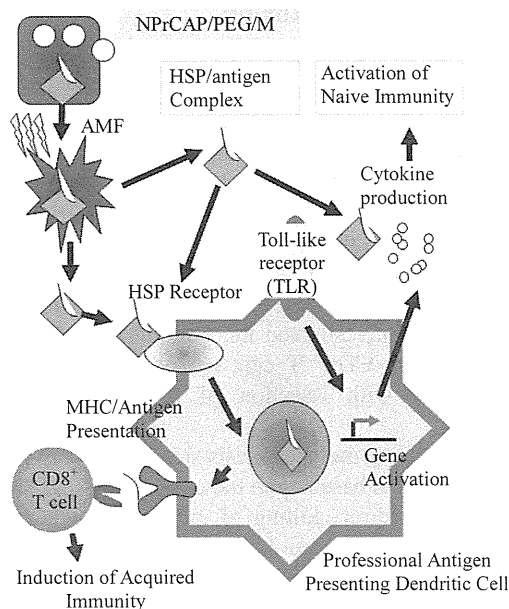 NPrCAP/PEG/M
HSP/antigen
Complex
Activation of
Naive Immunity
AMF
Cytokine
production
Toll-like
receptor
(TLR)
HSP Receptor
MHC/Antigen
Presentation
CD8⁺
T cell
Gene
Activation
Induction of Acquired
Immunity
Professional Antigen
Presenting Dendritic Cell